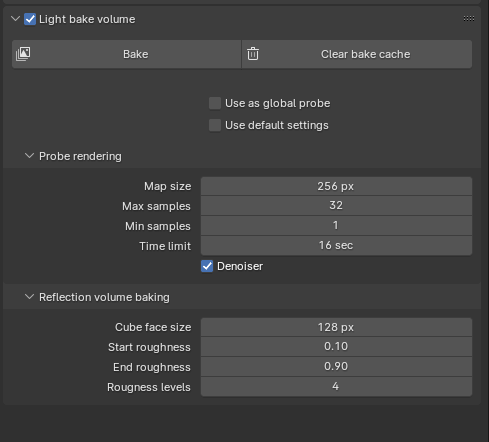 Light bake volume
Bake
Clear bake cache
Use as global probe
Use default settings
Probe rendering
Map size 256 px
Max samples 32
Min samples 1
Time limit 16 sec
Denoiser
Reflection volume baking
Cube face size 128 px
Start roughness 0.10
End roughness 0.90
Rougness levels 4